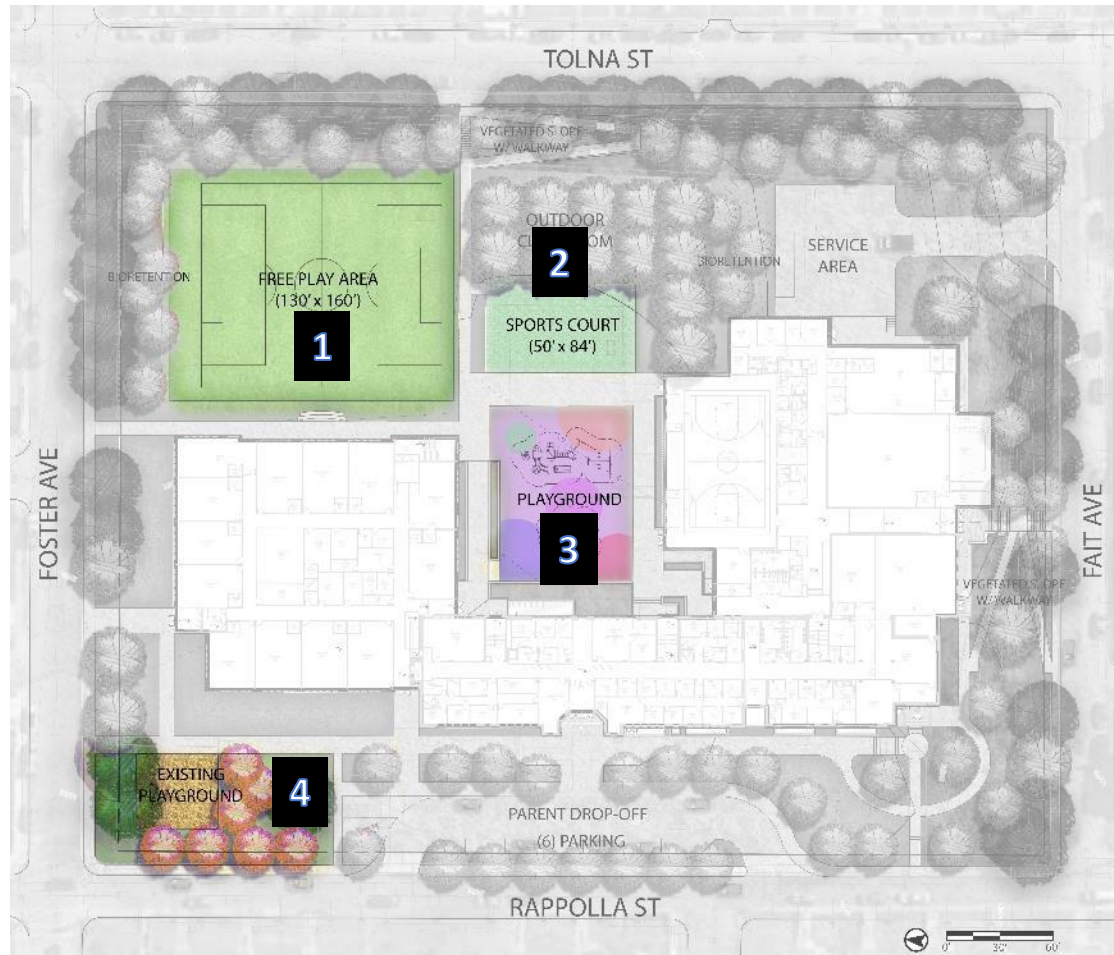 TOLNA ST
VEGETATED SLOPE
W/ WALKWAY
OUTDOOR
2
SERVICE
AREA
BIORETENTION
BIORETENTION
FREE PLAY AREA
(130' x 160')
1
SPORTS COURT
(50' x 84')
FOSTER AVE
PLAYGROUND
3
FAIT AVE
VEGETATED SLOPE
W/ WALKWAY
EXISTING
PLAYGROUND
4
PARENT DROP-OFF
(6) PARKING
RAPPOLLA ST
0' 30' 60'